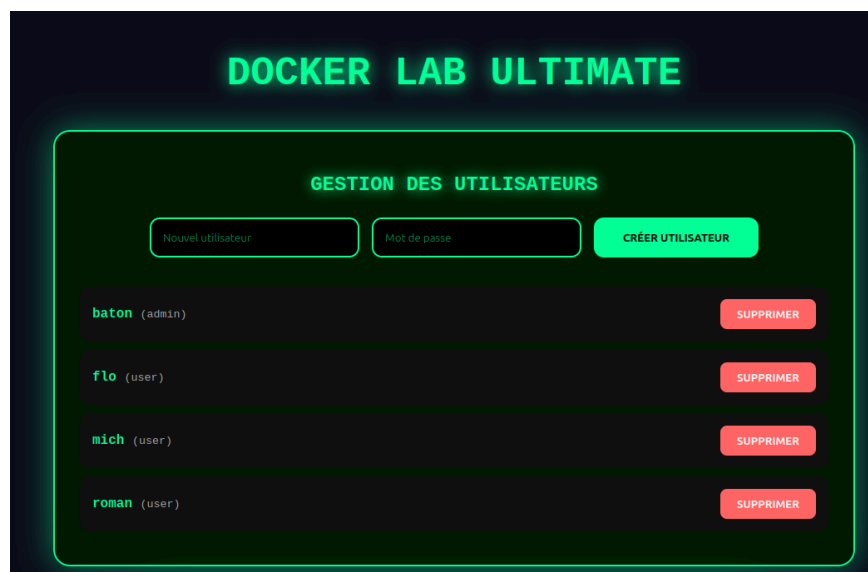 DOCKER LAB ULTIMATE
GESTION DES UTILISATEURS
Nouvel utilisateur Mot de passe CRÉER UTILISATEUR
baton (admin) SUPPRIMER
flo (user) SUPPRIMER
mich (user) SUPPRIMER
roman (user) SUPPRIMER